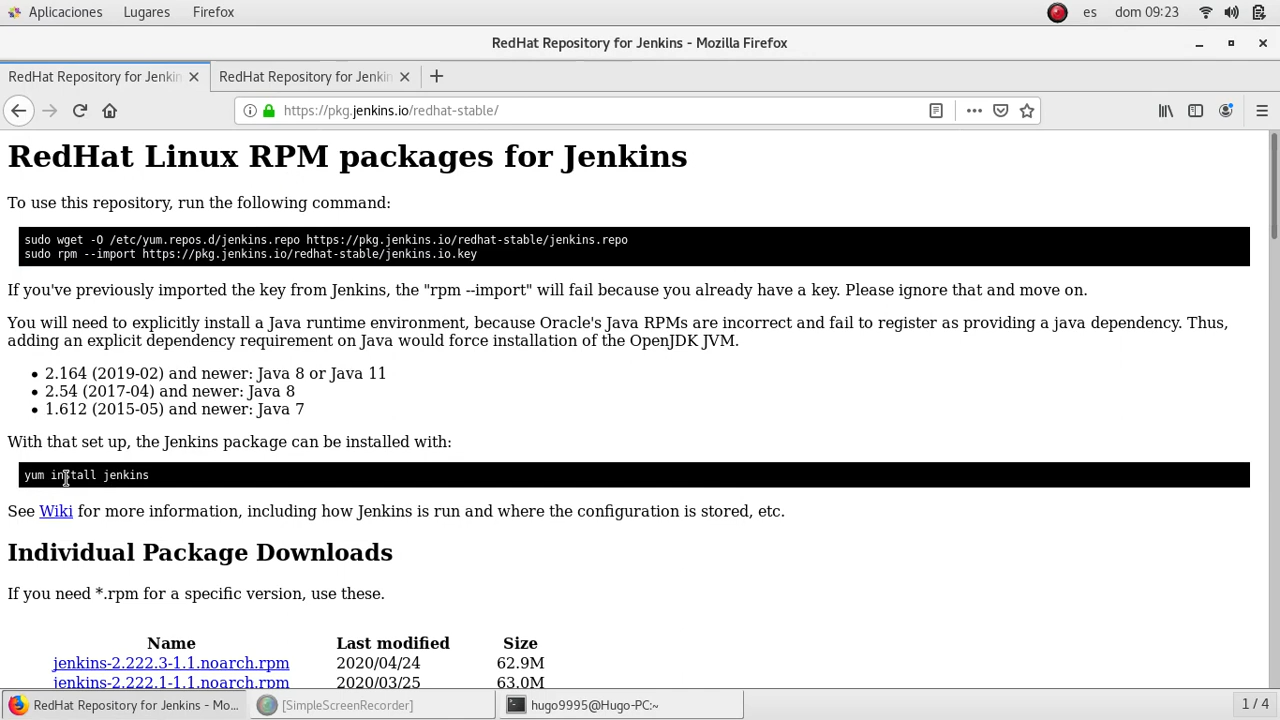 Aplicaciones Lugares Firefox es dom 09:23
RedHat Repository for Jenkins - Mozilla Firefox
RedHat Repository for Jenkin RedHat Repository for Jenkin
https://pkg.jenkins.io/redhat-stable/
RedHat Linux RPM packages for Jenkins
To use this repository, run the following command:
sudo wget -O /etc/yum.repos.d/jenkins.repo https://pkg.jenkins.io/redhat-stable/jenkins.repo
sudo rpm --import https://pkg.jenkins.io/redhat-stable/jenkins.io.key
If you've previously imported the key from Jenkins, the "rpm --import" will fail because you already have a key. Please ignore that and move on.
You will need to explicitly install a Java runtime environment, because Oracle's Java RPMs are incorrect and fail to register as providing a java dependency. Thus,
adding an explicit dependency requirement on Java would force installation of the OpenJDK JVM.
• 2.164 (2019-02) and newer: Java 8 or Java 11
• 2.54 (2017-04) and newer: Java 8
• 1.612 (2015-05) and newer: Java 7
With that set up, the Jenkins package can be installed with:
yum install jenkins
See Wiki for more information, including how Jenkins is run and where the configuration is stored, etc.
Individual Package Downloads
If you need *.rpm for a specific version, use these.
Name Last modified Size
jenkins-2.222.3-1.1.noarch.rpm 2020/04/24 62.9M
jenkins-2.222.1-1.1.noarch.rpm 2020/03/25 63.0M
RedHat Repository for Jenkins - Mo... [SimpleScreenRecorder] hugo9995@Hugo-PC:~ 1 / 4